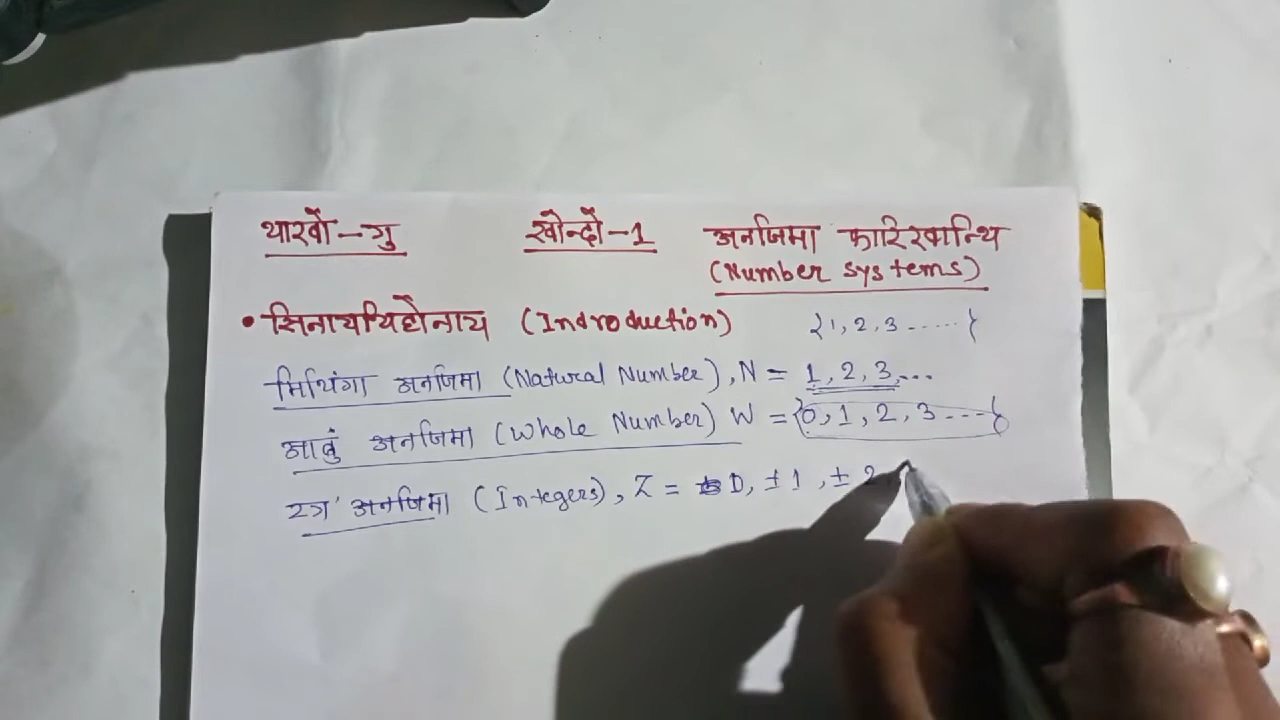 थाखो - गु खोन्दो - 1 अनजिमा फारिखान्थि
(Number systems)
• सिनायथिहोनाय (Introduction) {1, 2, 3 ..... }
मिथिंगा अनजिमा (Natural Number), N = 1, 2, 3, ...
आबुं अनजिमा (Whole Number) W = {0, 1, 2, 3 ....}
अनजिमा (Integers), Z = 0, ±1, ± 2,